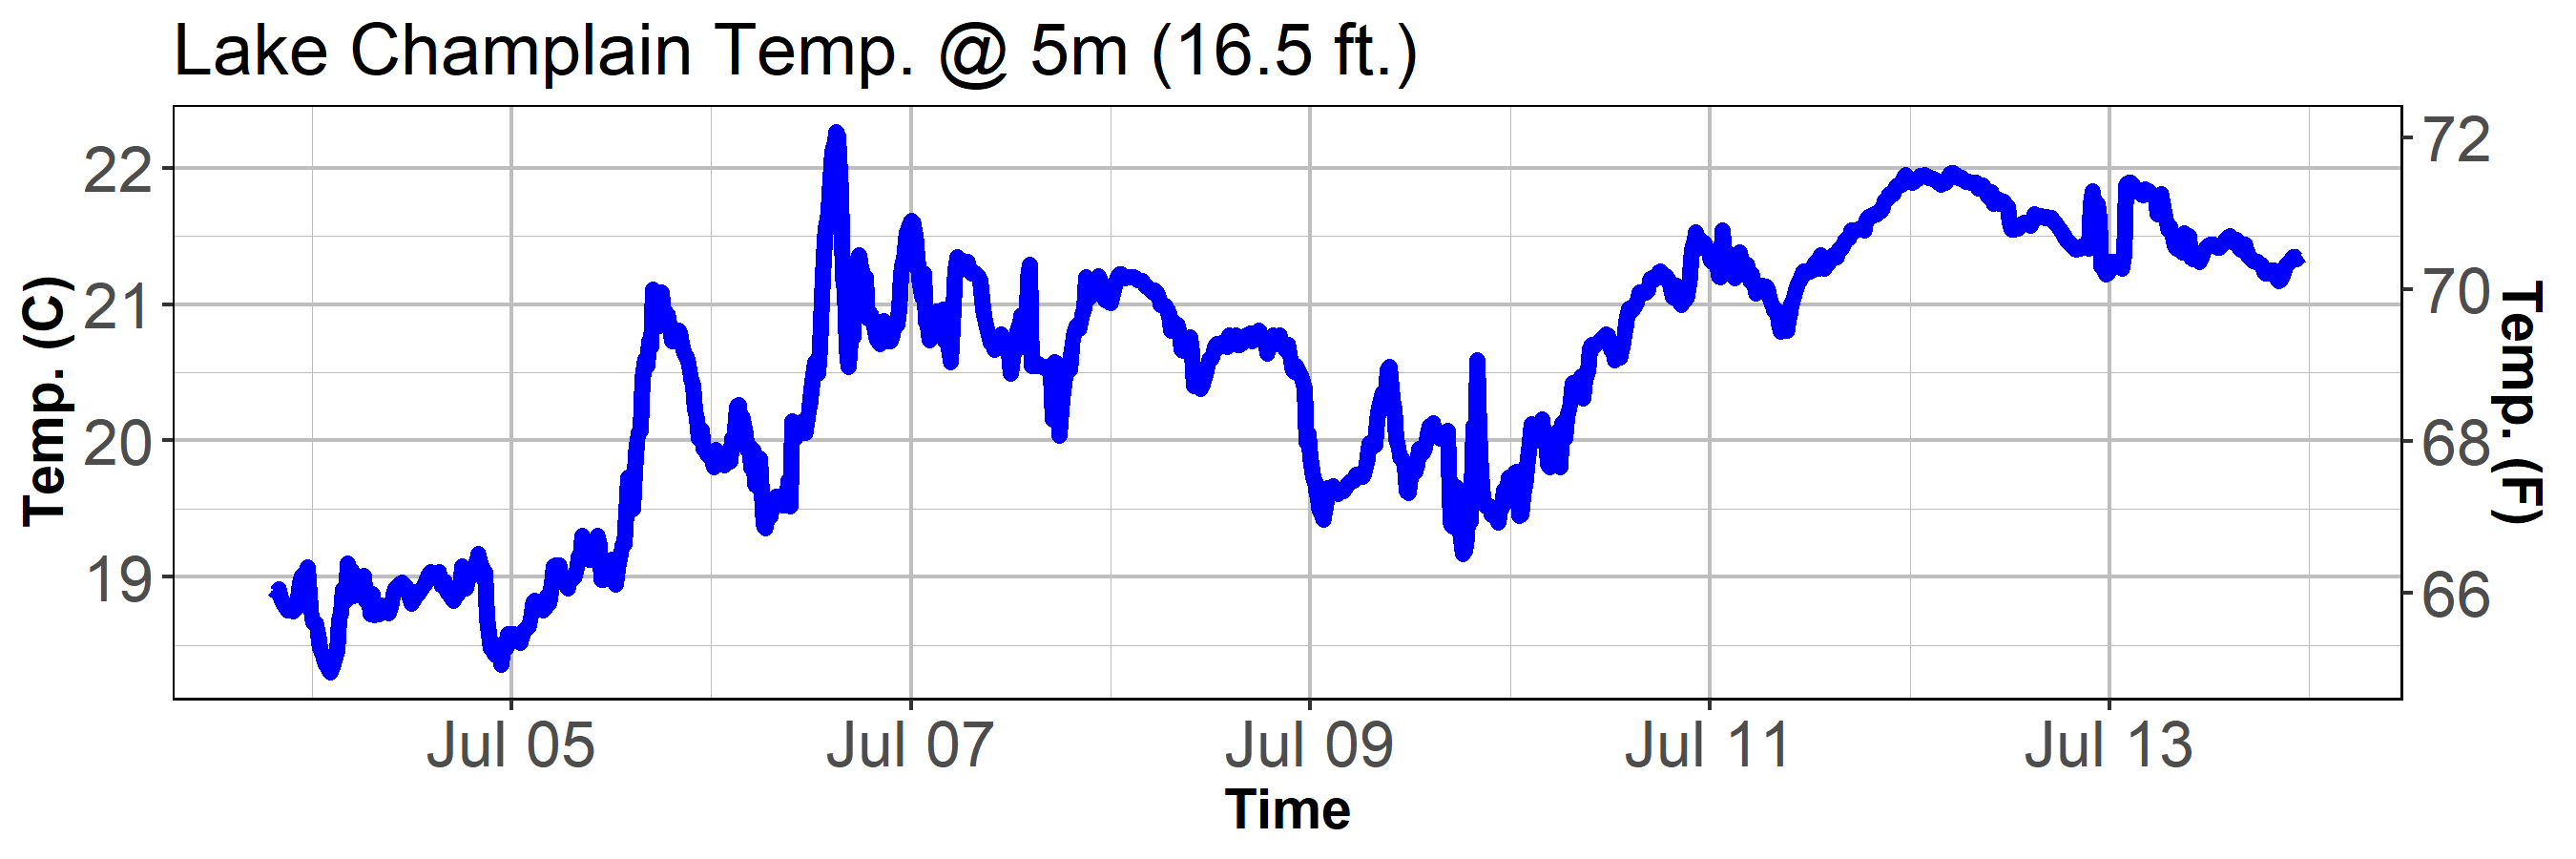 Lake Champlain Temp. @ 5m (16.5 ft.)
Temp. (C)
22
21
20
19
72
70
68
66
Temp. (F)
Jul 05 Jul 07 Jul 09 Jul 11 Jul 13
Time